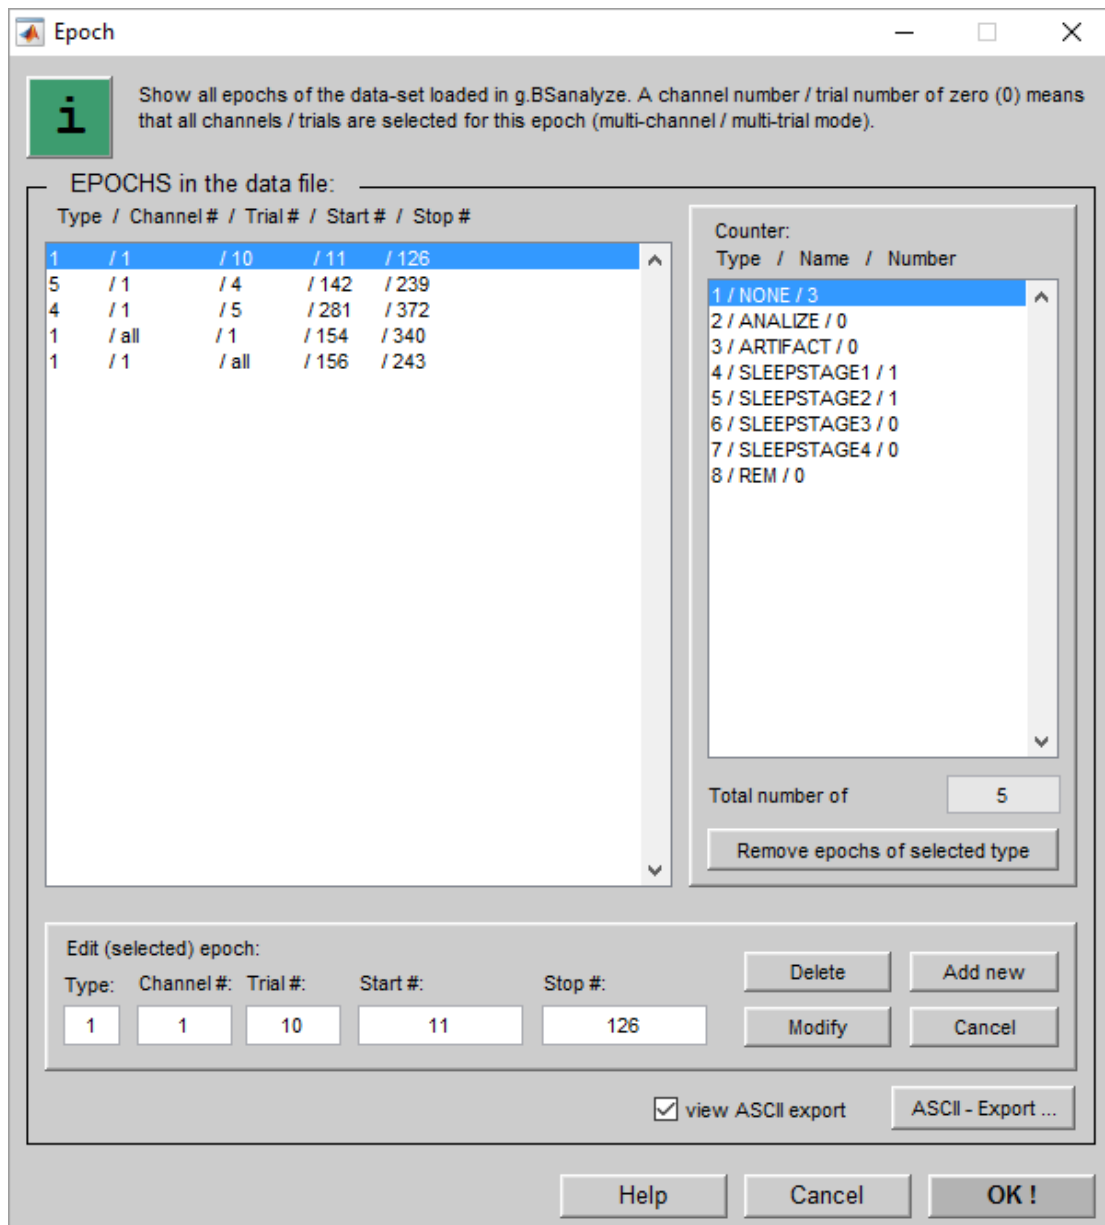 Epoch
i
Show all epochs of the data-set loaded in g.BSanalyze. A channel number / trial number of zero (0) means
that all channels / trials are selected for this epoch (multi-channel / multi-trial mode).
EPOCHS in the data file:
Type / Channel # / Trial # / Start # / Stop #
1 / 1 / 10 / 11 / 126
5 / 1 / 4 / 142 / 239
4 / 1 / 5 / 281 / 372
1 / all / 1 / 154 / 340
1 / 1 / all / 156 / 243
Counter:
Type / Name / Number
1 / NONE / 3
2 / ANALIZE / 0
3 / ARTIFACT / 0
4 / SLEEPSTAGE1 / 1
5 / SLEEPSTAGE2 / 1
6 / SLEEPSTAGE3 / 0
7 / SLEEPSTAGE4 / 0
8 / REM / 0
Total number of 5
Remove epochs of selected type
Edit (selected) epoch:
Type: Channel #: Trial #: Start #: Stop #:
1 1 10 11 126
Delete Add new
Modify Cancel
view ASCII export ASCII - Export ...
Help Cancel OK !